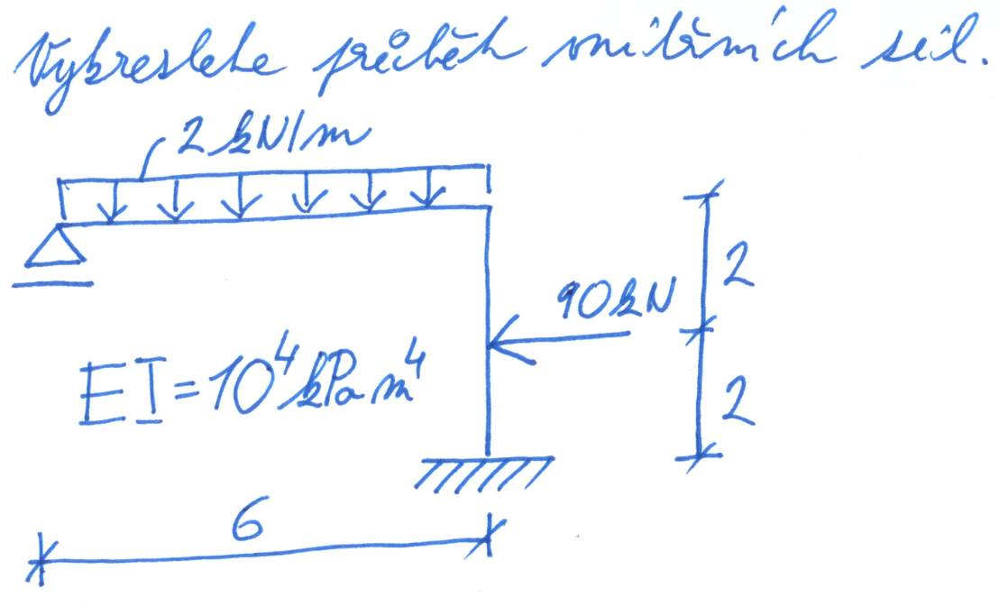 Vykreslete průběh vnitřních sil.
2 kN/m
90 kN
2
EI = 10⁴ kPa m⁴
2
6